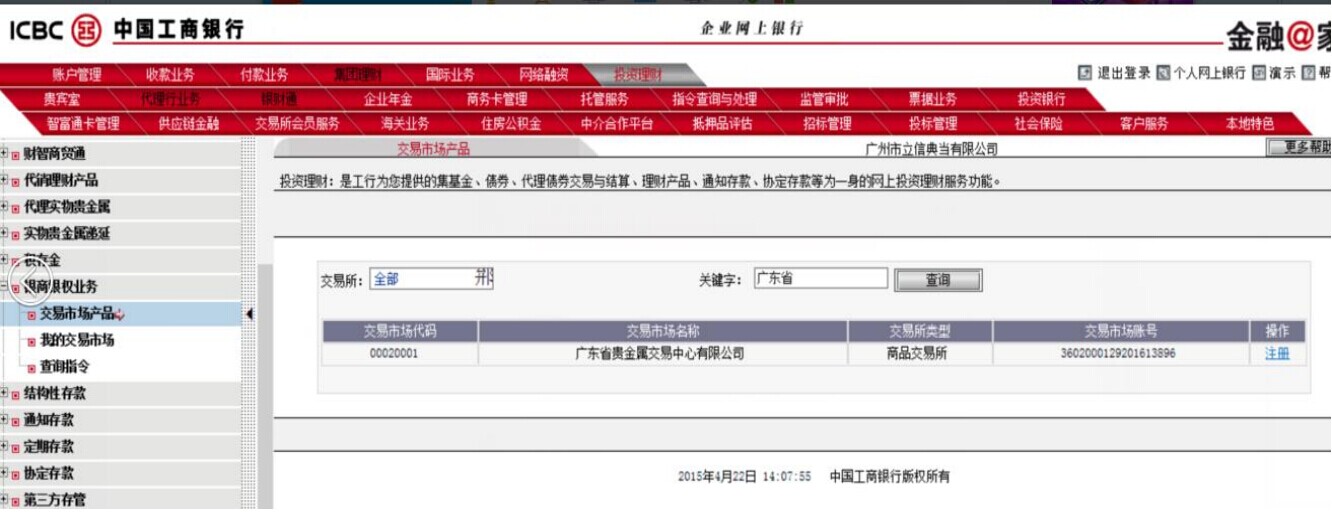 ICBC 中国工商银行
企业网上银行
金融@家
账户管理 收款业务 付款业务 集团理财 国际业务 网络融资 投资理财
退出登录 个人网上银行 演示 帮
贵宾室 代理行业务 银财通 企业年金 商务卡管理 托管服务 指令查询与处理 监管审批 票据业务 投资银行
智富通卡管理 供应链金融 交易所会员服务 海关业务 住房公积金 中介合作平台 抵押品评估 招标管理 投标管理 社会保险 客户服务 本地特色
财智商贸通
代销理财产品
代理实物贵金属
实物贵金属递延
积存金
银商银权业务
交易市场产品
我的交易市场
查询指令
结构性存款
通知存款
定期存款
协定存款
第三方存管
交易市场产品 广州市立信典当有限公司 更多帮助
投资理财：是工行为您提供的集基金、债券、代理债券交易与结算、理财产品、通知存款、协定存款等为一身的网上投资理财服务功能。
交易所： 全部 关键字： 广东省 查询
交易市场代码 交易市场名称 交易所类型 交易市场账号 操作
00020001 广东省贵金属交易中心有限公司 商品交易所 3602000129201613896 注册
2015年4月22日 14:07:55 中国工商银行版权所有